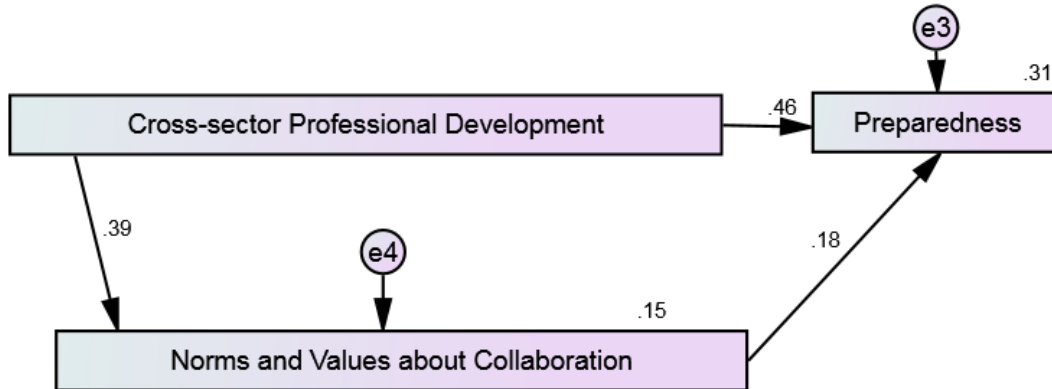 e3
.31
Cross-sector Professional Development
.46
Preparedness
.39
e4
.18
.15
Norms and Values about Collaboration